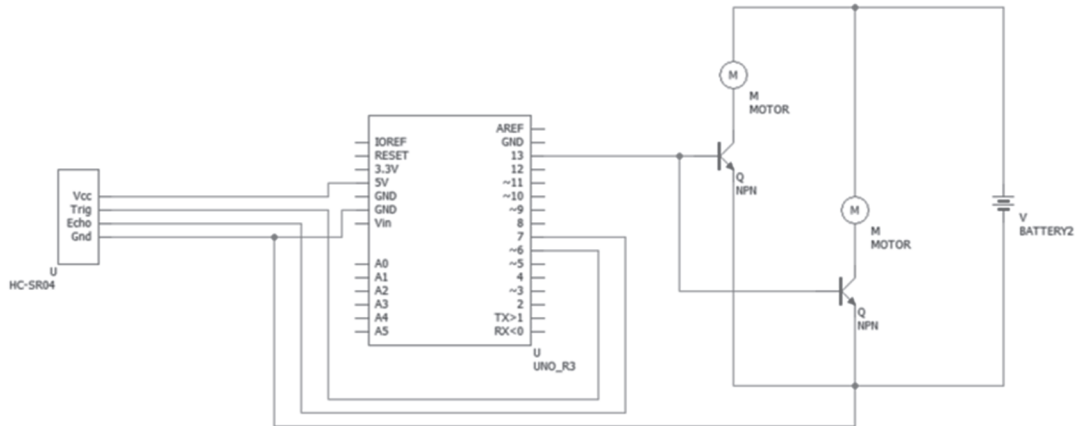 Vcc
Trig
Echo
Gnd
U
HC-SR04
IOREF
RESET
3.3V
5V
GND
GND
Vin
A0
A1
A2
A3
A4
A5
AREF
GND
13
12
~11
~10
~9
8
7
~6
~5
4
~3
2
TX>1
RX<0
U
UNO_R3
M
M
MOTOR
Q
NPN
M
M
MOTOR
Q
NPN
V
BATTERY2